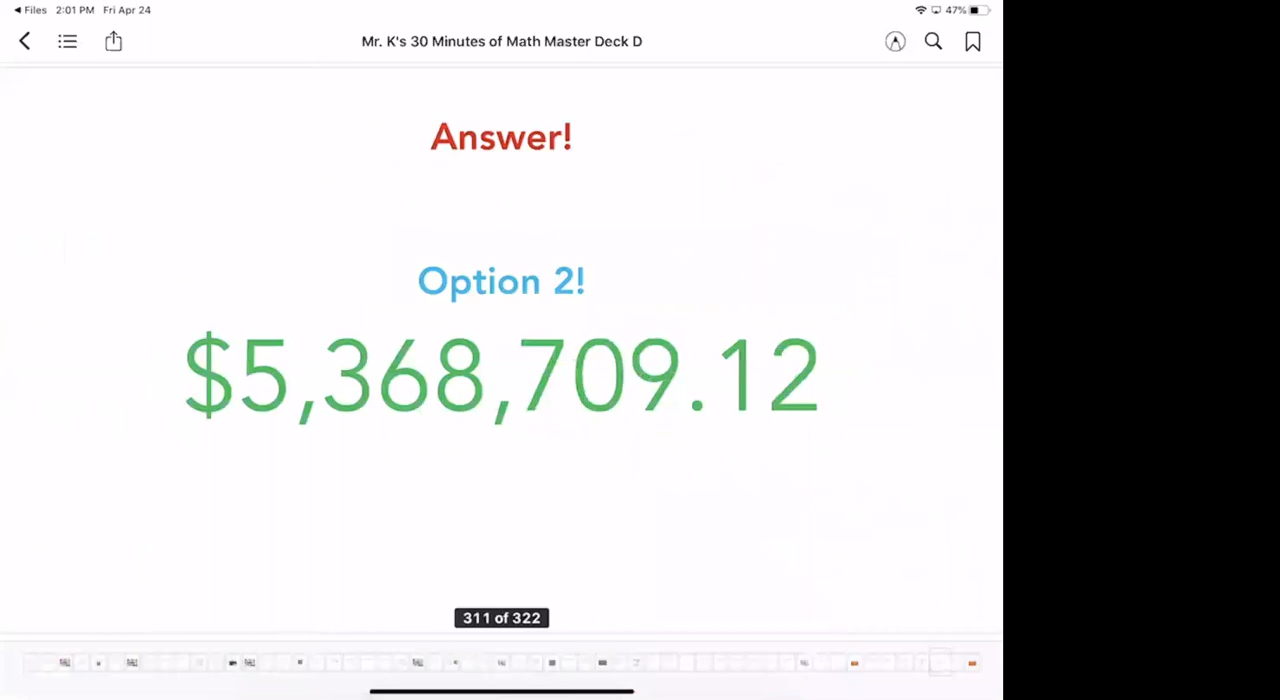 Files 2:01 PM Fri Apr 24 47%
Mr. K's 30 Minutes of Math Master Deck D
Answer!
Option 2!
$5,368,709.12
311 of 322